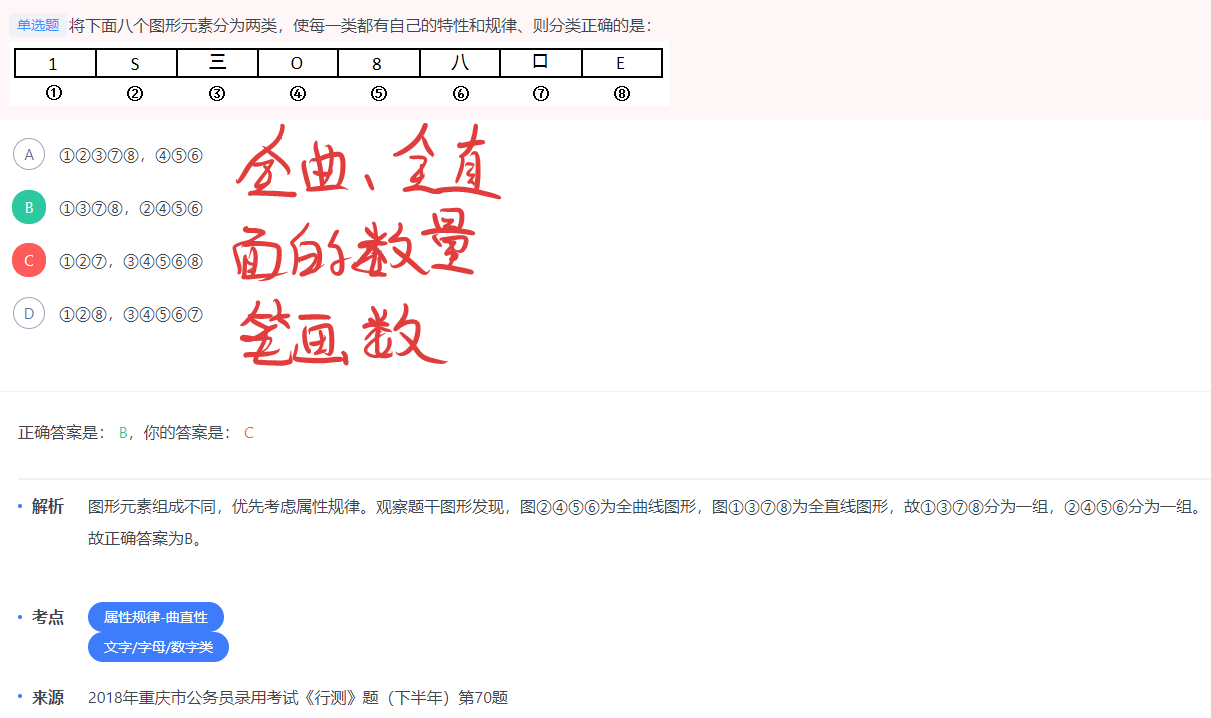 单选题 将下面八个图形元素分为两类，使每一类都有自己的特性和规律、则分类正确的是：
1 S 三 O 8 八 口 E
① ② ③ ④ ⑤ ⑥ ⑦ ⑧
A ①②③⑦⑧，④⑤⑥
B ①③⑦⑧，②④⑤⑥
C ①②⑦，③④⑤⑥⑧
D ①②⑧，③④⑤⑥⑦
全曲、全直
面的数量
笔画数
正确答案是： B，你的答案是： C
解析 图形元素组成不同，优先考虑属性规律。观察题干图形发现，图②④⑤⑥为全曲线图形，图①③⑦⑧为全直线图形，故①③⑦⑧分为一组，②④⑤⑥分为一组。
故正确答案为B。
考点 属性规律-曲直性
文字/字母/数字类
来源 2018年重庆市公务员录用考试《行测》题（下半年）第70题